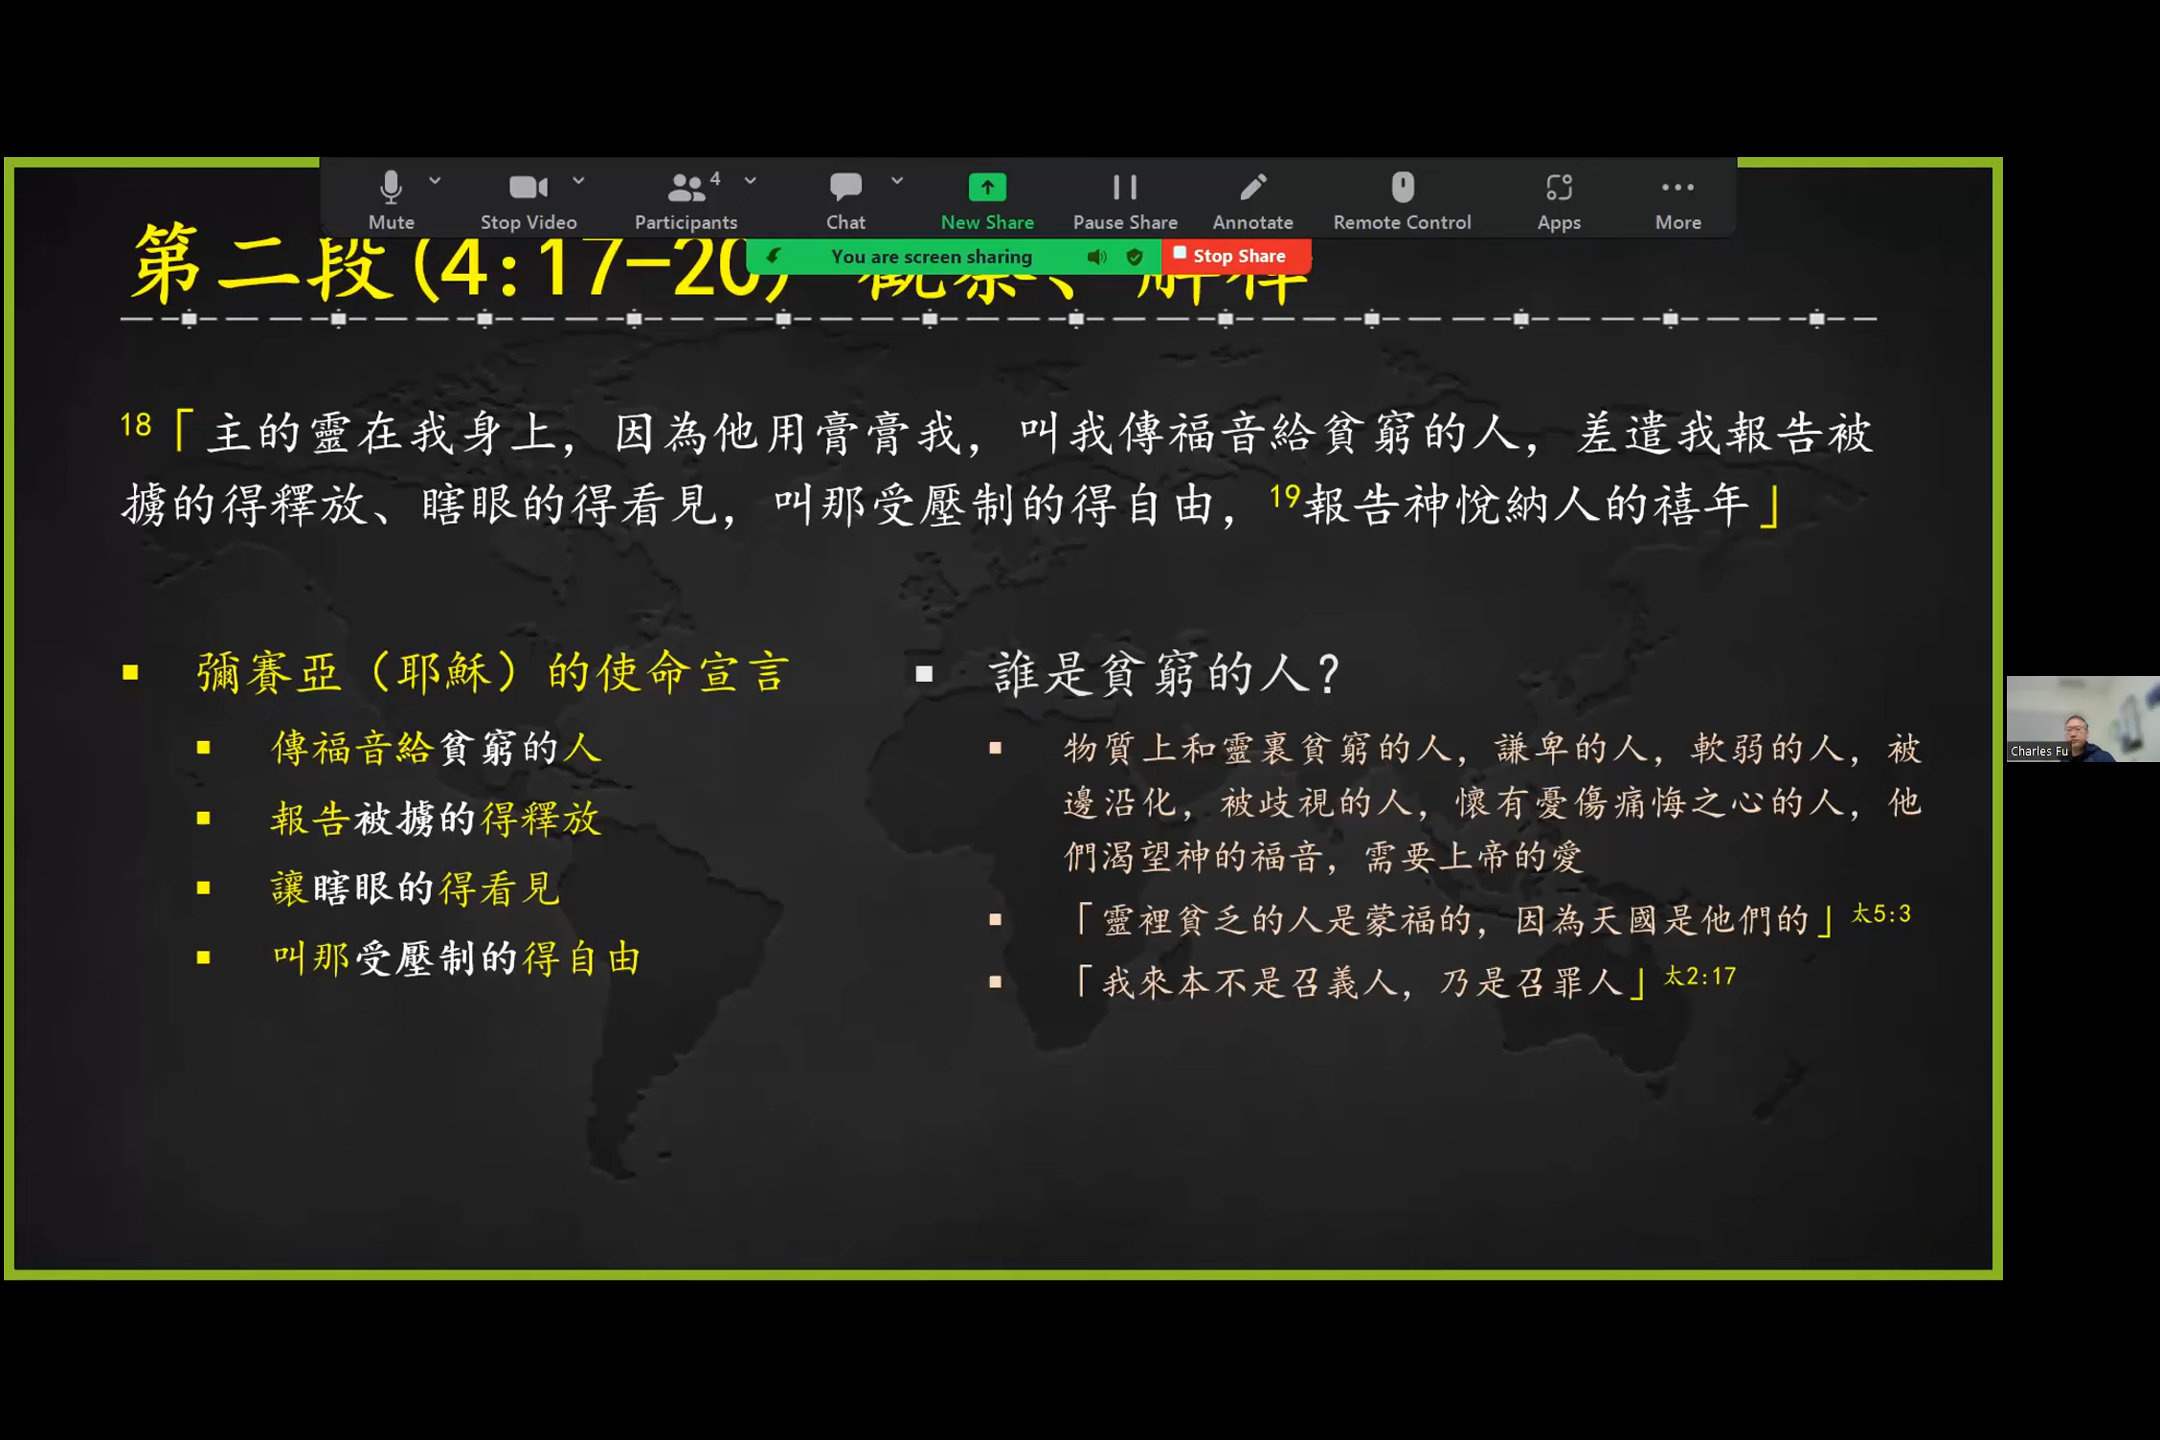 Mute
Stop Video
Participants
4
Chat
New Share
Pause Share
Annotate
Remote Control
Apps
More
You are screen sharing
Stop Share
第二段(4:17-20) 觀察、解釋
18「主的靈在我身上，因為他用膏膏我，叫我傳福音給貧窮的人，差遣我報告被
擄的得釋放、瞎眼的得看見，叫那受壓制的得自由，19報告神悅納人的禧年」
彌賽亞（耶穌）的使命宣言
傳福音給貧窮的人
報告被擄的得釋放
讓瞎眼的得看見
叫那受壓制的得自由
誰是貧窮的人?
物質上和靈裏貧窮的人，謙卑的人，軟弱的人，被
邊沿化，被歧視的人，懷有憂傷痛悔之心的人，他
們渴望神的福音，需要上帝的愛
「靈裡貧乏的人是蒙福的，因為天國是他們的」太5:3
「我來本不是召義人，乃是召罪人」太2:17
Charles Fu